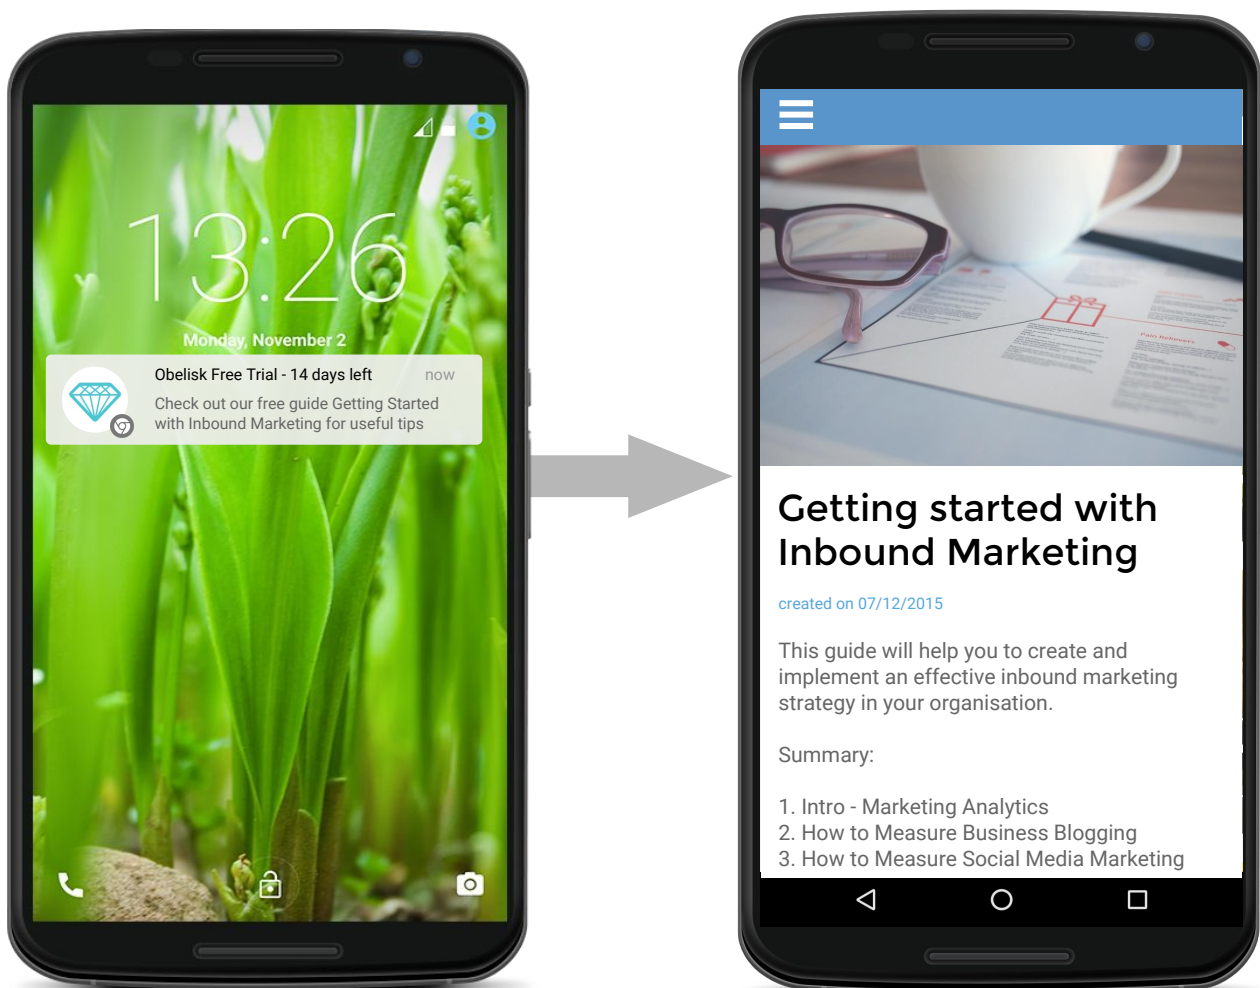 13:26
Monday, November 2
Obelisk Free Trial - 14 days left now
Check out our free guide Getting Started
with Inbound Marketing for useful tips
Pain Relievers
Getting started with
Inbound Marketing
created on 07/12/2015
This guide will help you to create and
implement an effective inbound marketing
strategy in your organisation.
Summary:
1. Intro - Marketing Analytics
2. How to Measure Business Blogging
3. How to Measure Social Media Marketing